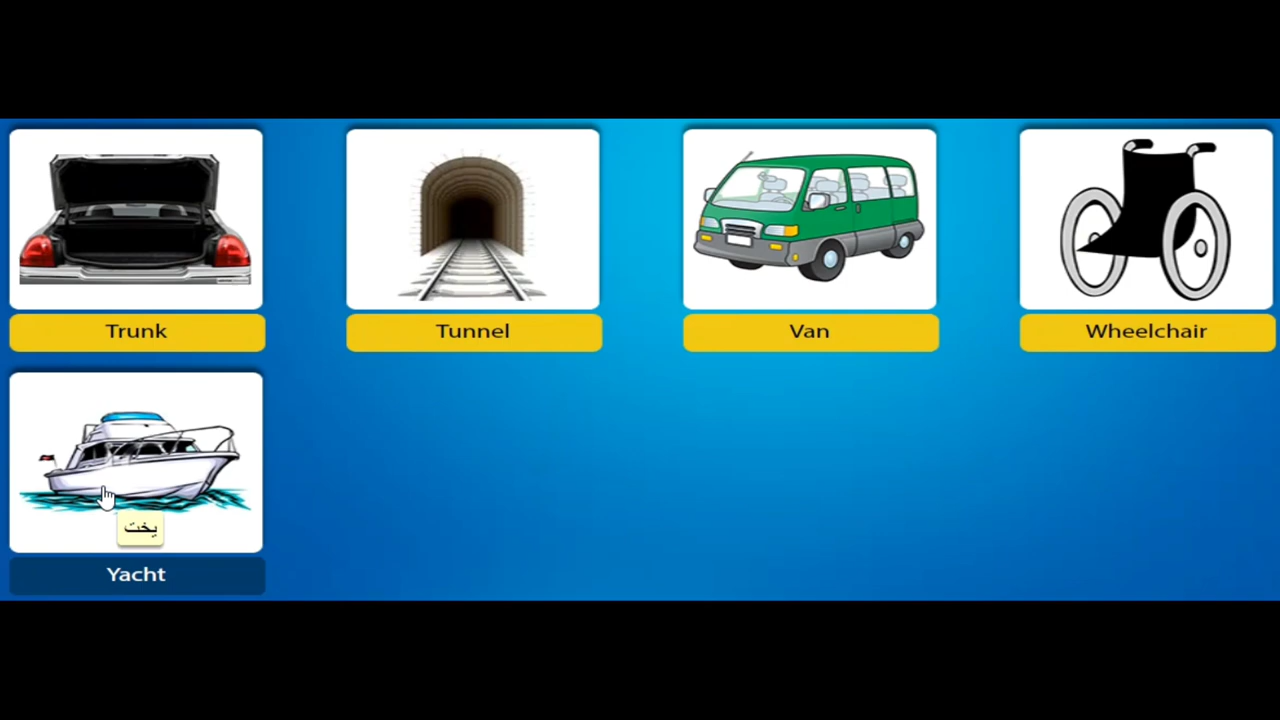 Trunk
Tunnel
Van
Wheelchair
يخت
Yacht